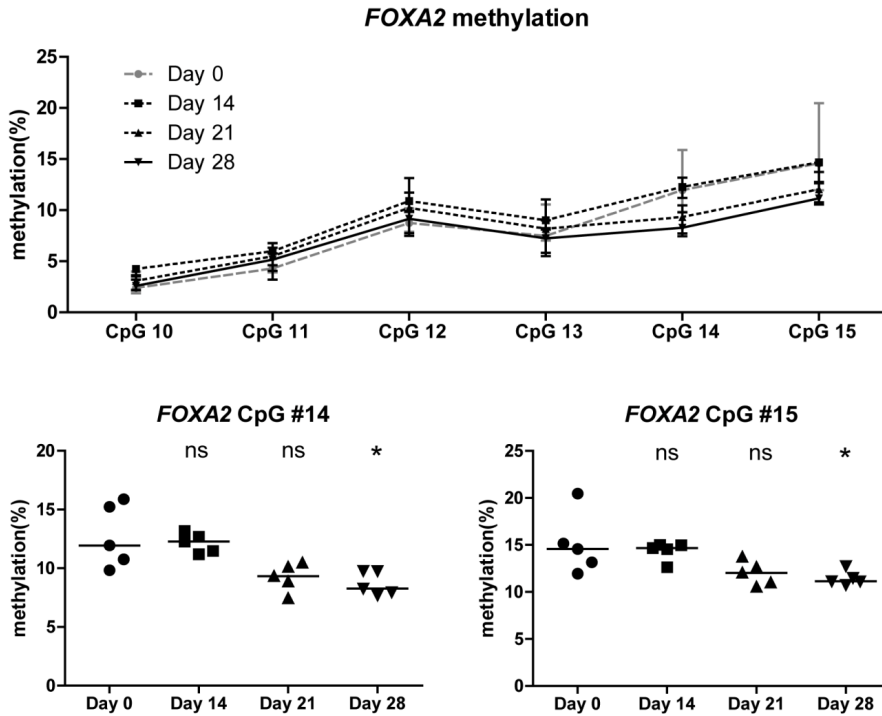 FOXA2 methylation
methylation(%)
25
20
15
10
5
0
Day 0
Day 14
Day 21
Day 28
CpG 10 CpG 11 CpG 12 CpG 13 CpG 14 CpG 15
FOXA2 CpG #14
methylation(%)
20
15
10
5
0
ns ns *
Day 0 Day 14 Day 21 Day 28
FOXA2 CpG #15
methylation(%)
25
20
15
10
5
0
ns ns *
Day 0 Day 14 Day 21 Day 28